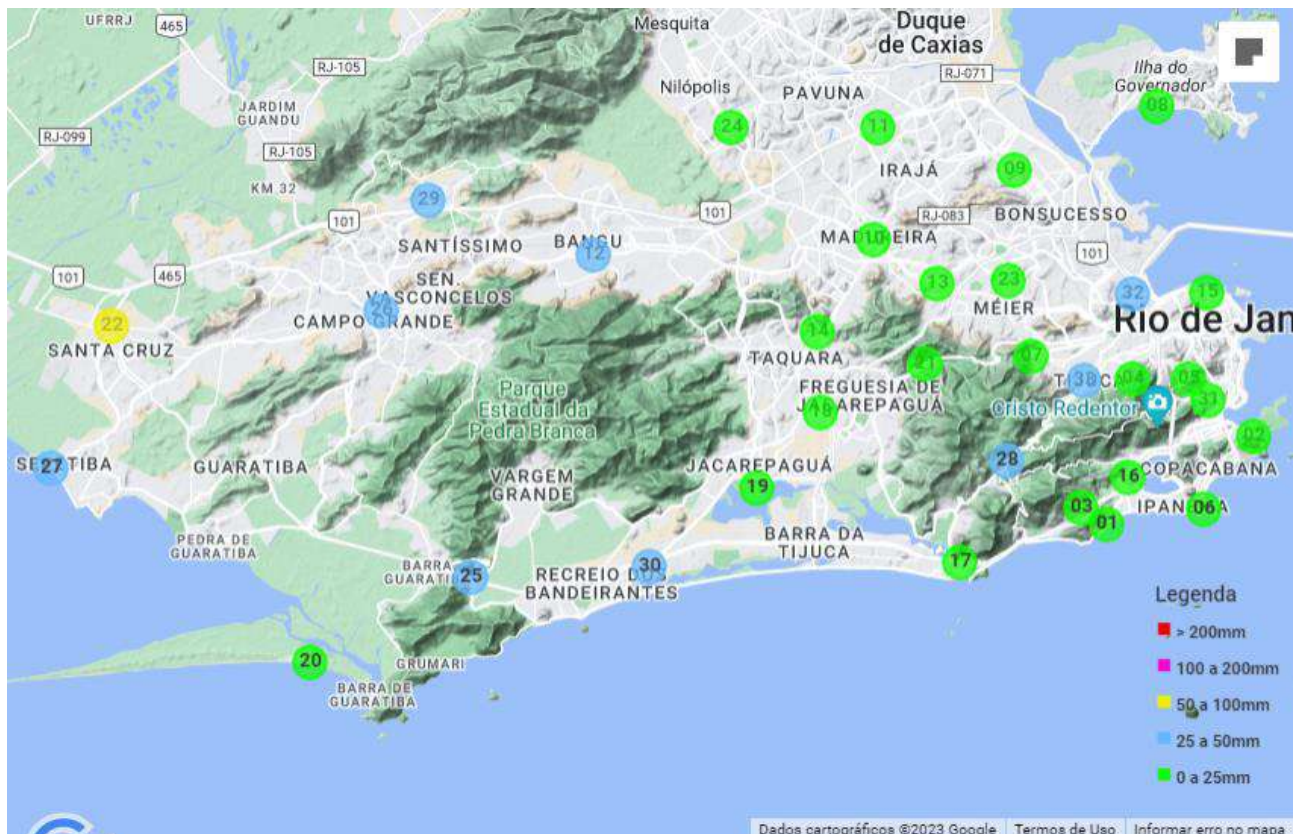 UFRRJ
465
Mesquita
Duque
de Caxias
RJ-105
RJ-071
Nilópolis
PAVUNA
Ilha do
Governador
JARDIM
GUANDU
08
RJ-099
24
11
RJ-105
IRAJÁ
09
KM 32
29
101
101
RJ-083
BONSUCESSO
SANTÍSSIMO
BANGU
12
10
101
101
465
SEN.
VASCONCELOS
13
23
MÉIER
32
15
26
CAMPO GRANDE
22
14
Rio de Jan
SANTA CRUZ
TAQUARA
21
07
Parque
Estadual da
Pedra Branca
FREGUESIA DE
JACAREPAGUÁ
18
04
05
31
Cristo Redentor
02
27
GUARATIBA
VARGEM
GRANDE
JACAREPAGUÁ
28
COPACABANA
19
16
03
01
06
PEDRA DE
GUARATIBA
BARRA DA
TIJUCA
17
BARRA
25
RECREIO DOS
BANDEIRANTES
30
Legenda
> 200mm
100 a 200mm
50 a 100mm
25 a 50mm
0 a 25mm
20
GRUMARI
BARRA DE
GUARATIBA
Dados cartográficos ©2023 Google
Termos de Uso
Informar erro no mapa